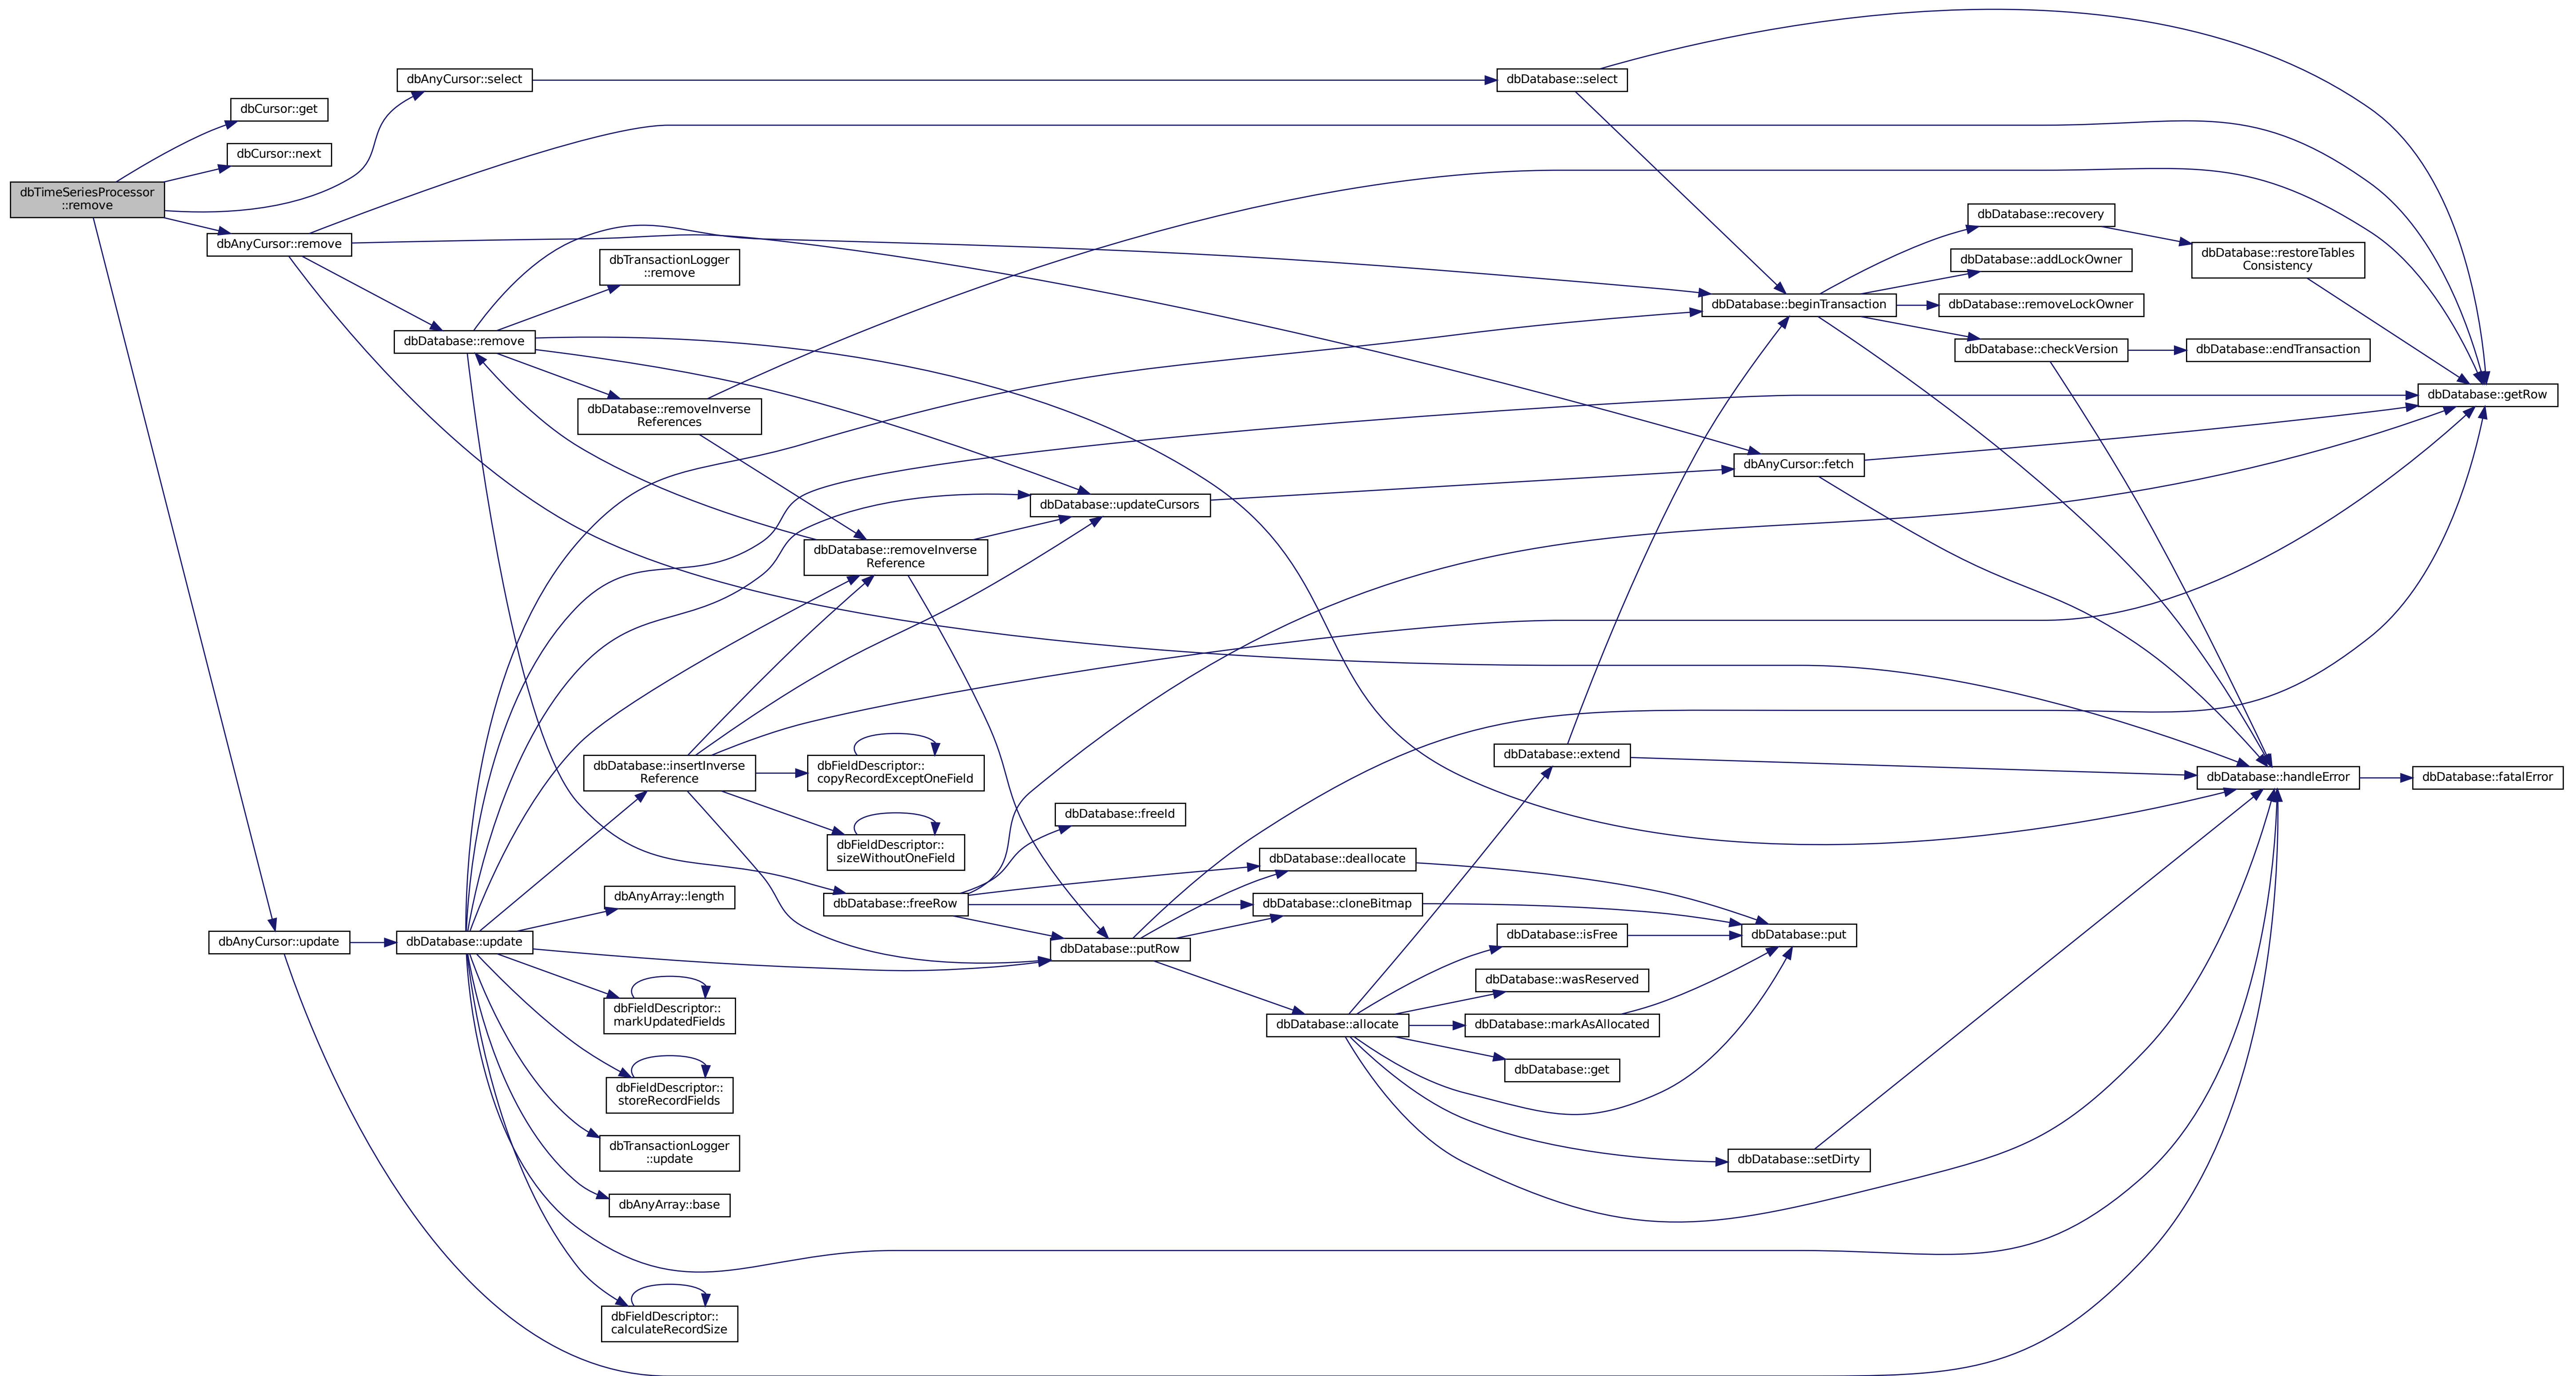 dbAnyCursor::select
dbDatabase::select
dbCursor::get
dbCursor::next
dbTimeSeriesProcessor
::remove
dbAnyCursor::remove
dbDatabase::recovery
dbTransactionLogger
::remove
dbDatabase::restoreTables
Consistency
dbDatabase::addLockOwner
dbDatabase::beginTransaction
dbDatabase::removeLockOwner
dbDatabase::remove
dbDatabase::checkVersion
dbDatabase::endTransaction
dbDatabase::getRow
dbDatabase::removeInverse
References
dbAnyCursor::fetch
dbDatabase::updateCursors
dbDatabase::removeInverse
Reference
dbDatabase::extend
dbDatabase::insertInverse
Reference
dbFieldDescriptor::
copyRecordExceptOneField
dbDatabase::handleError
dbDatabase::fatalError
dbDatabase::freeId
dbFieldDescriptor::
sizeWithoutOneField
dbDatabase::deallocate
dbAnyArray::length
dbDatabase::freeRow
dbDatabase::cloneBitmap
dbAnyCursor::update
dbDatabase::update
dbDatabase::putRow
dbDatabase::isFree
dbDatabase::put
dbDatabase::wasReserved
dbFieldDescriptor::
markUpdatedFields
dbDatabase::allocate
dbDatabase::markAsAllocated
dbDatabase::get
dbFieldDescriptor::
storeRecordFields
dbTransactionLogger
::update
dbDatabase::setDirty
dbAnyArray::base
dbFieldDescriptor::
calculateRecordSize